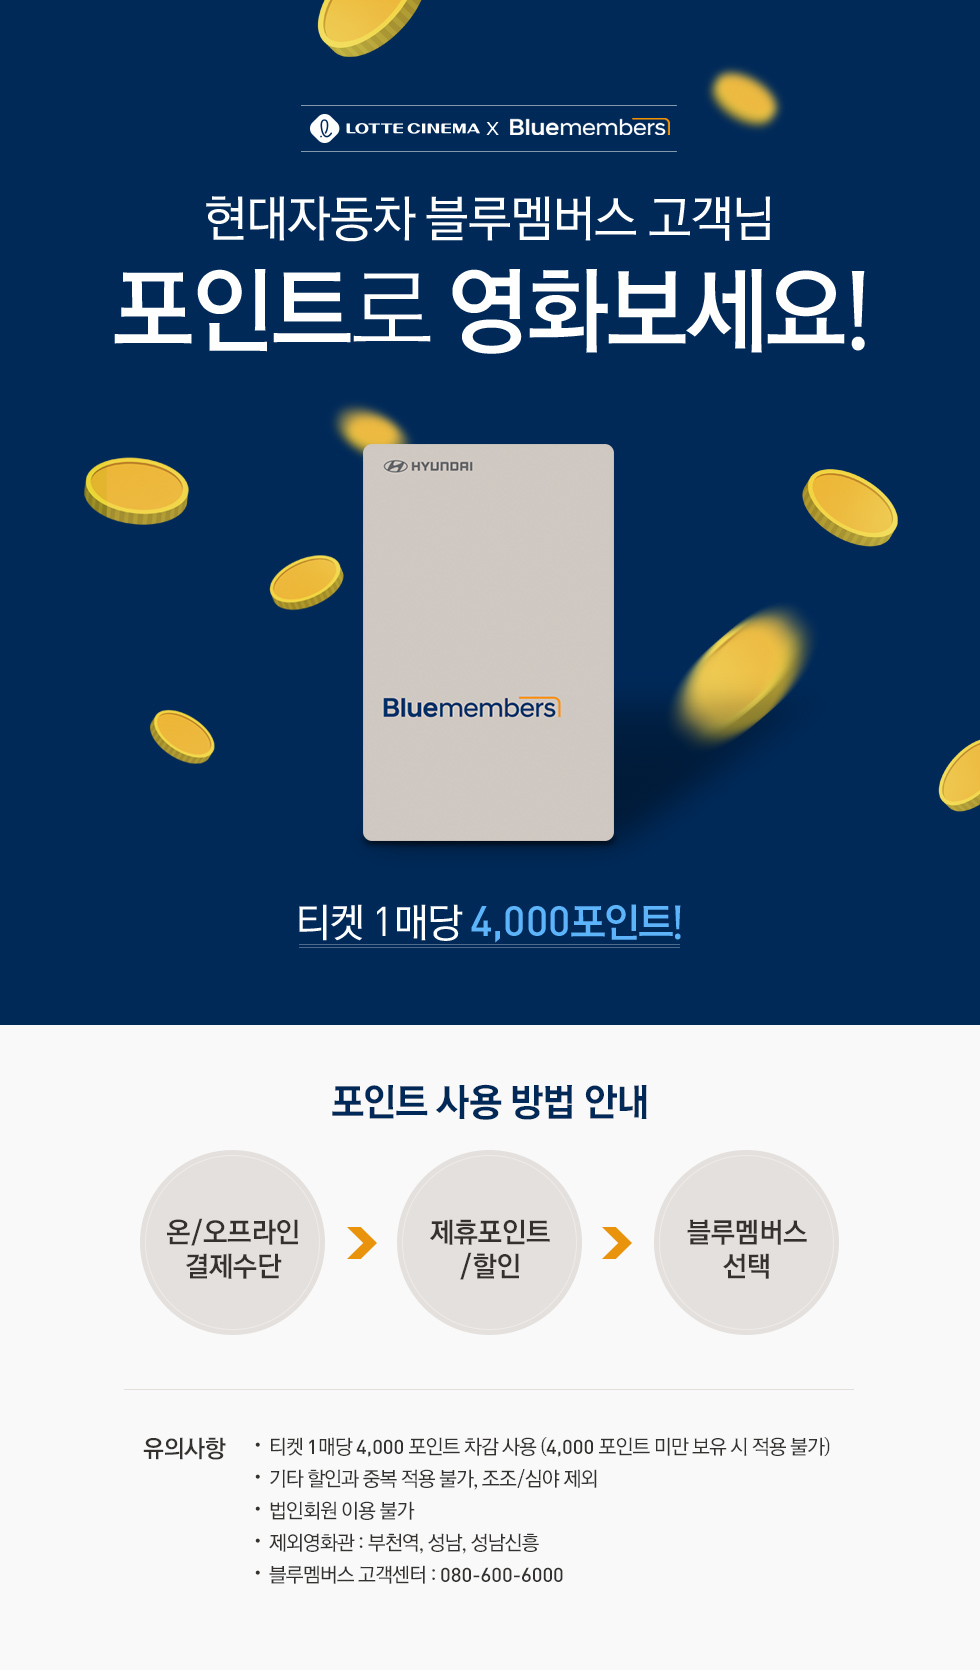 LOTTE CINEMA X Bluemembers
현대자동차 블루멤버스 고객님
포인트로 영화보세요!
HYUNDAI
Bluemembers
티켓 1매당 4,000포인트!
포인트 사용 방법 안내
온/오프라인
결제수단
제휴포인트
/할인
블루멤버스
선택
유의사항
• 티켓 1매당 4,000 포인트 차감 사용 (4,000 포인트 미만 보유 시 적용 불가)
• 기타 할인과 중복 적용 불가, 조조/심야 제외
• 법인회원 이용 불가
• 제외영화관 : 부천역, 성남, 성남신흥
• 블루멤버스 고객센터 : 080-600-6000